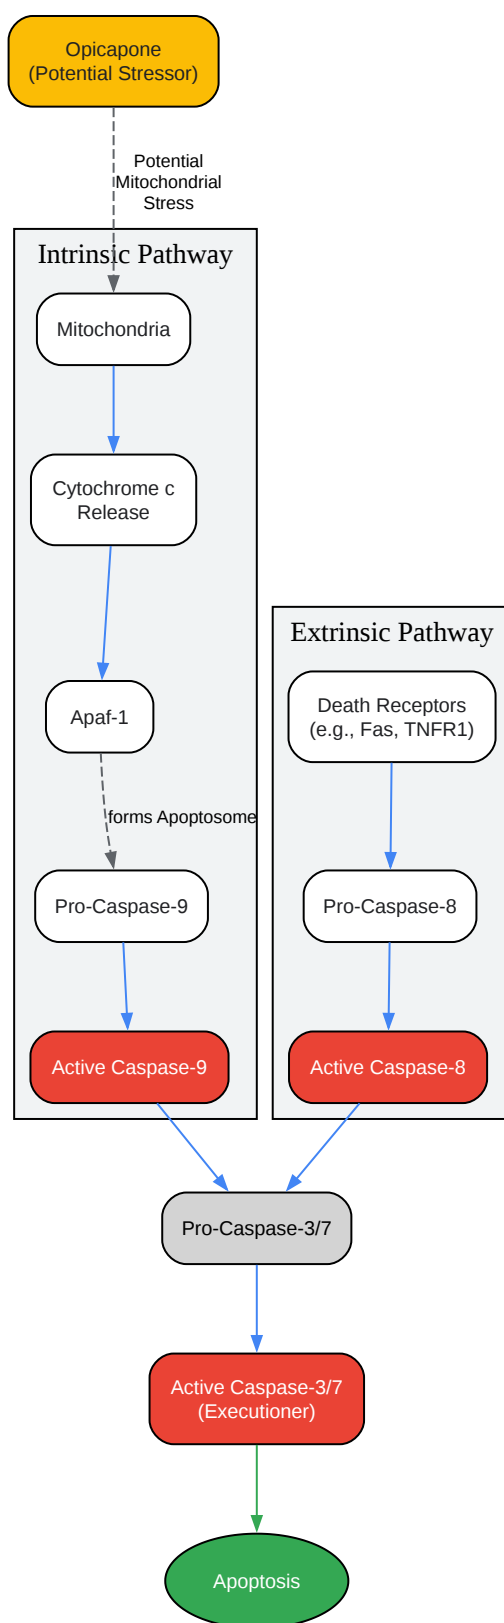 Opicapone
(Potential Stressor)
Potential
Mitochondrial
Stress
Intrinsic Pathway
Mitochondria
Cytochrome c
Release
Apaf-1
forms Apoptosome
Pro-Caspase-9
Active Caspase-9
Extrinsic Pathway
Death Receptors
(e.g., Fas, TNFR1)
Pro-Caspase-8
Active Caspase-8
Pro-Caspase-3/7
Active Caspase-3/7
(Executioner)
Apoptosis